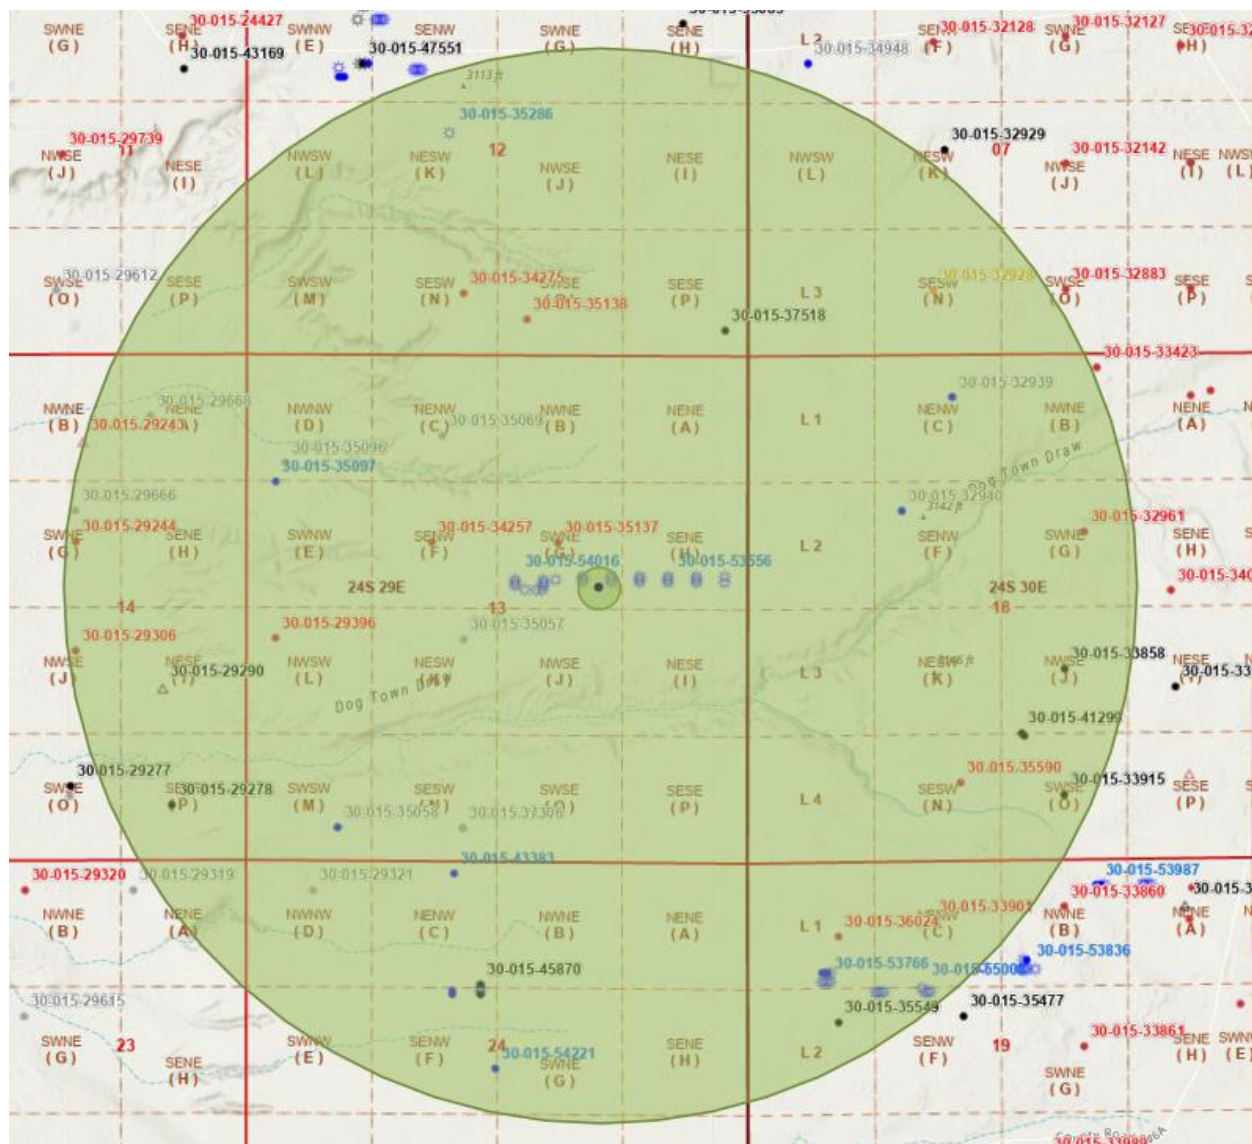 SWNE
(G)
30-015-24427
SENE
(H)
30-015-43169
SWNW
(E)
30-015-47551
SENW
(G)
SWNE
(G)
SENE
(H)
L 2
30-015-34948
30-015-32128
(F)
30-015-32127
SWNE
(G)
SENE
(H)
3113 ft
30-015-35286
12
30-015-32929
07
30-015-29739
11
NWSE
(J)
NESE
(I)
NWSW
(L)
NESW
(K)
NWSE
(J)
NESE
(I)
NWSW
(L)
NESW
(K)
30-015-32142
NWSE
(J)
NESE
(I)
(L)
30-015-29612
(O)
SESE
(P)
SWSW
(M)
SESW
(N)
30-015-34275
30-015-35138
SESE
(P)
L 3
30-015-37518
30-015-32928
SESW
(N)
30-015-32883
(O)
SESE
(P)
30-015-33423
30-015-32939
NWNE
(B)
30-015-29668
NENE
(A)
30-015-29243
NWNW
(D)
NENW
(C)
30-015-35069
NWNE
(B)
NENE
(A)
L 1
NENW
(C)
NWNE
(B)
NENE
(A)
30-015-35096
30-015-35097
Dog Town Draw
30-015-29666
30-015-32940
3142 ft
30-015-29244
SWNE
(G)
SENE
(H)
SWNW
(E)
30-015-34257
SENW
(F)
30-015-35137
SWNE
(G)
SENE
(H)
L 2
SENW
(F)
SWNE
(G)
30-015-32961
SENE
(H)
30-015-54016
30-015-53556
24S 29E
24S 30E
14
13
18
30-015-29306
30-015-29396
30-015-35057
NWSE
(J)
30-015-29290
NESE
(I)
NWSW
(L)
NESW
(K)
NWSE
(J)
NESE
(I)
L 3
NESW
(K)
30-015-33858
NWSE
(J)
NESE
Dog Town Draw
30-015-41299
30-015-29277
SWSE
(O)
30-015-29278
(P)
SWSW
(M)
30-015-35058
30-015-37306
SESE
(P)
L 4
30-015-35590
SESW
(N)
30-015-33915
SWSE
(O)
SESE
(P)
30-015-43383
30-015-53987
30-015-29320
30-015-29319
30-015-29321
NWNE
(B)
NENE
(A)
NWNW
(D)
NENW
(C)
NWNE
(B)
NENE
(A)
L 1
30-015-36024
30-015-33901
(C)
30-015-33860
NWNE
(B)
NENE
(A)
30-015-45870
30-015-53766
30-015-53836
30-015-29615
30-015-35549
30-015-35477
SWNE
(G)
23
SENE
(H)
SWNW
(E)
SENW
(F)
24
30-015-54221
SWNE
(G)
SENE
(H)
L 2
SENW
(F)
19
30-015-33861
SWNE
(G)
SENE
(H)
(E)